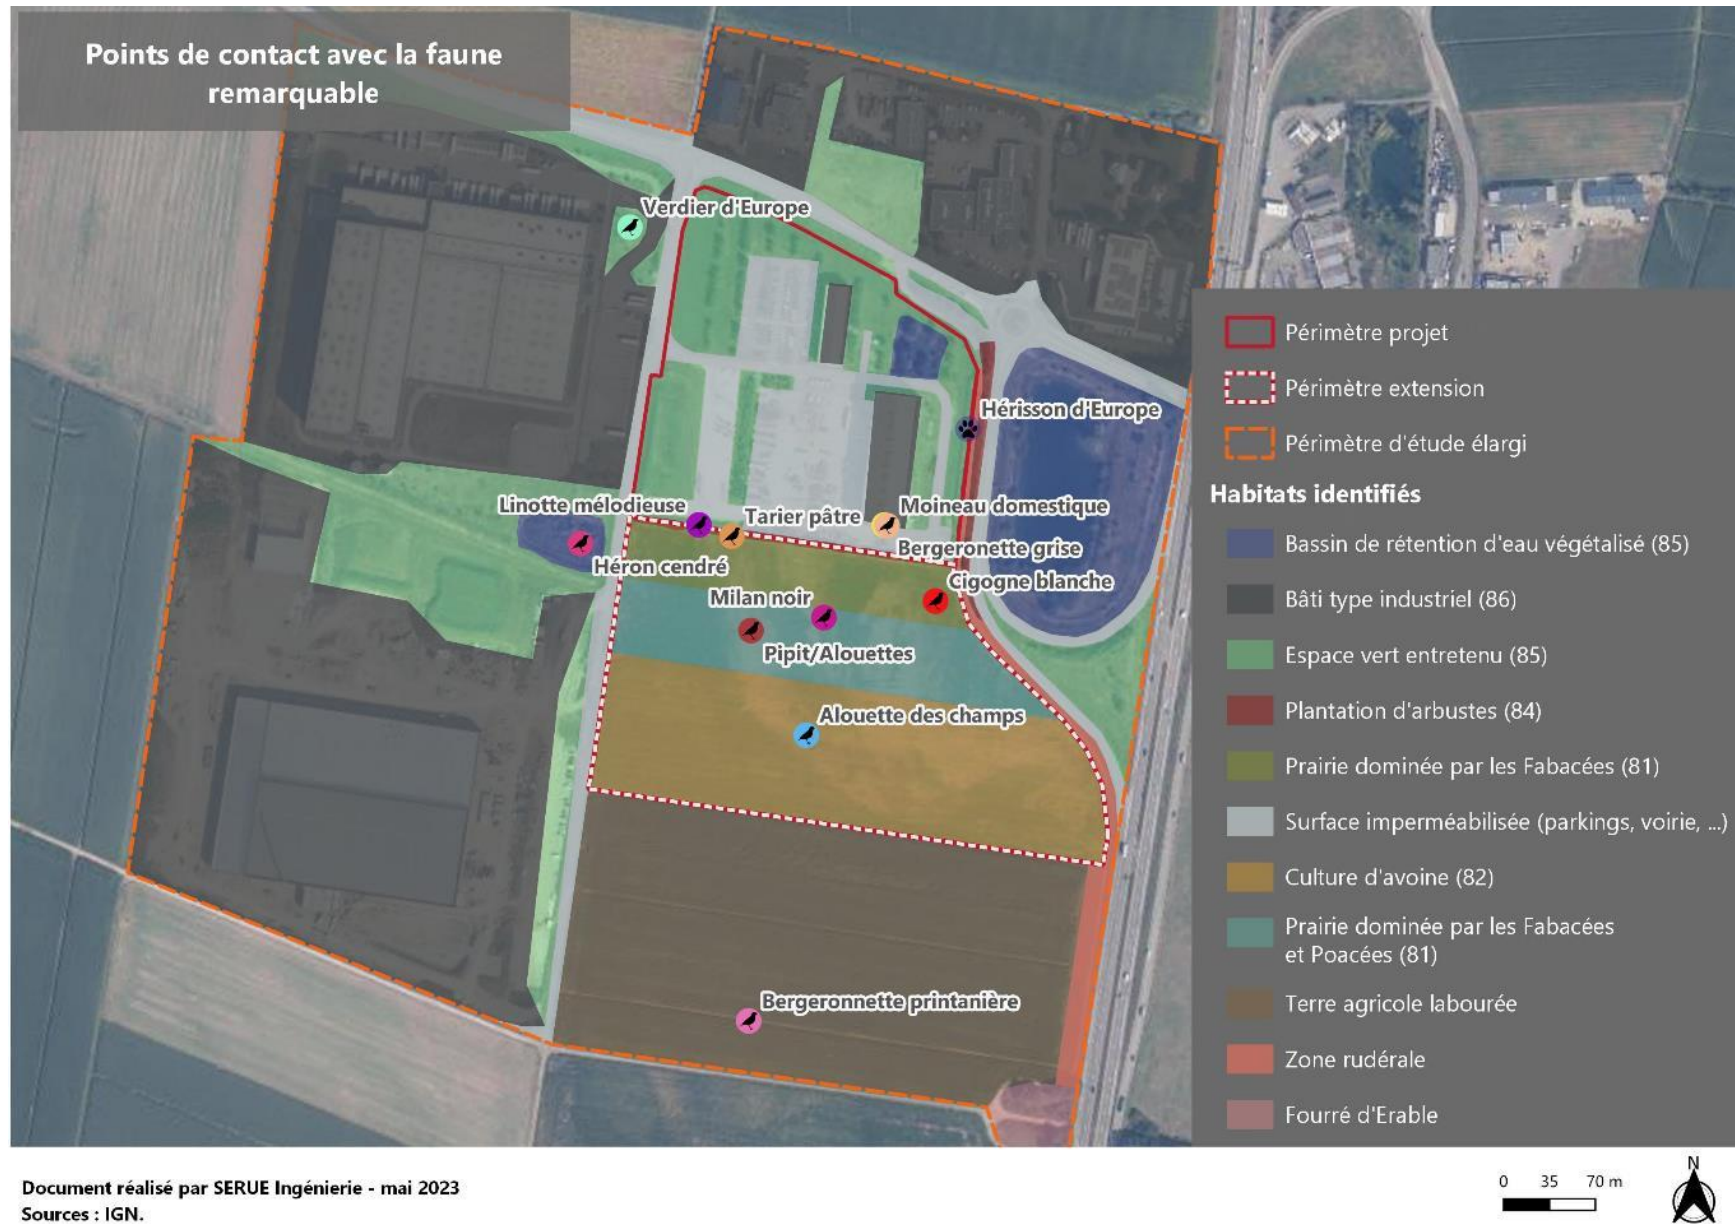 Points de contact avec la faune
remarquable
Verdier d'Europe
Hérisson d'Europe
Linotte mélodieuse
Tarier pâtre
Moineau domestique
Bergeronette grise
Héron cendré
Cigogne blanche
Milan noir
Pipit/Alouettes
Alouette des champs
Bergeronnette printanière
Périmètre projet
Périmètre extension
Périmètre d'étude élargi
Habitats identifiés
Bassin de rétention d'eau végétalisé (85)
Bâti type industriel (86)
Espace vert entretenu (85)
Plantation d'arbustes (84)
Prairie dominée par les Fabacées (81)
Surface imperméabilisée (parkings, voirie, ...)
Culture d'avoine (82)
Prairie dominée par les Fabacées
et Poacées (81)
Terre agricole labourée
Zone rudérale
Fourré d'Erable
Document réalisé par SERUE Ingénierie - mai 2023
Sources : IGN.
0 35 70 m
N